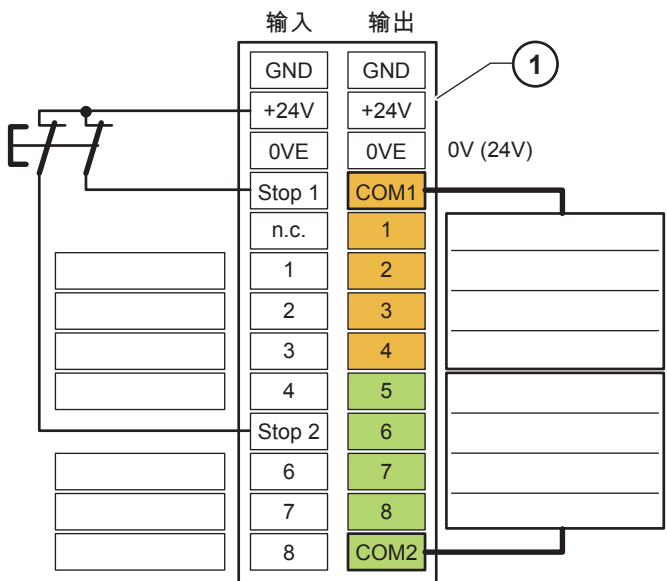 输入 输出
GND GND
1
+24V +24V
0VE 0VE 0V (24V)
Stop 1 COM1
n.c. 1
1 2
2 3
3 4
4 5
Stop 2 6
6 7
7 8
8 COM2